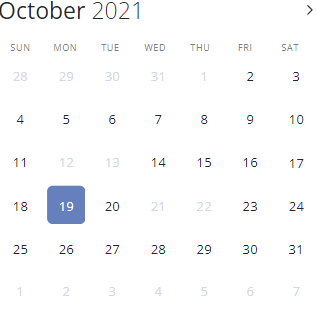 October 2021 >
SUN MON TUE WED THU FRI SAT
28 29 30 31 1 2 3
4 5 6 7 8 9 10
11 12 13 14 15 16 17
18 19 20 21 22 23 24
25 26 27 28 29 30 31
1 2 3 4 5 6 7